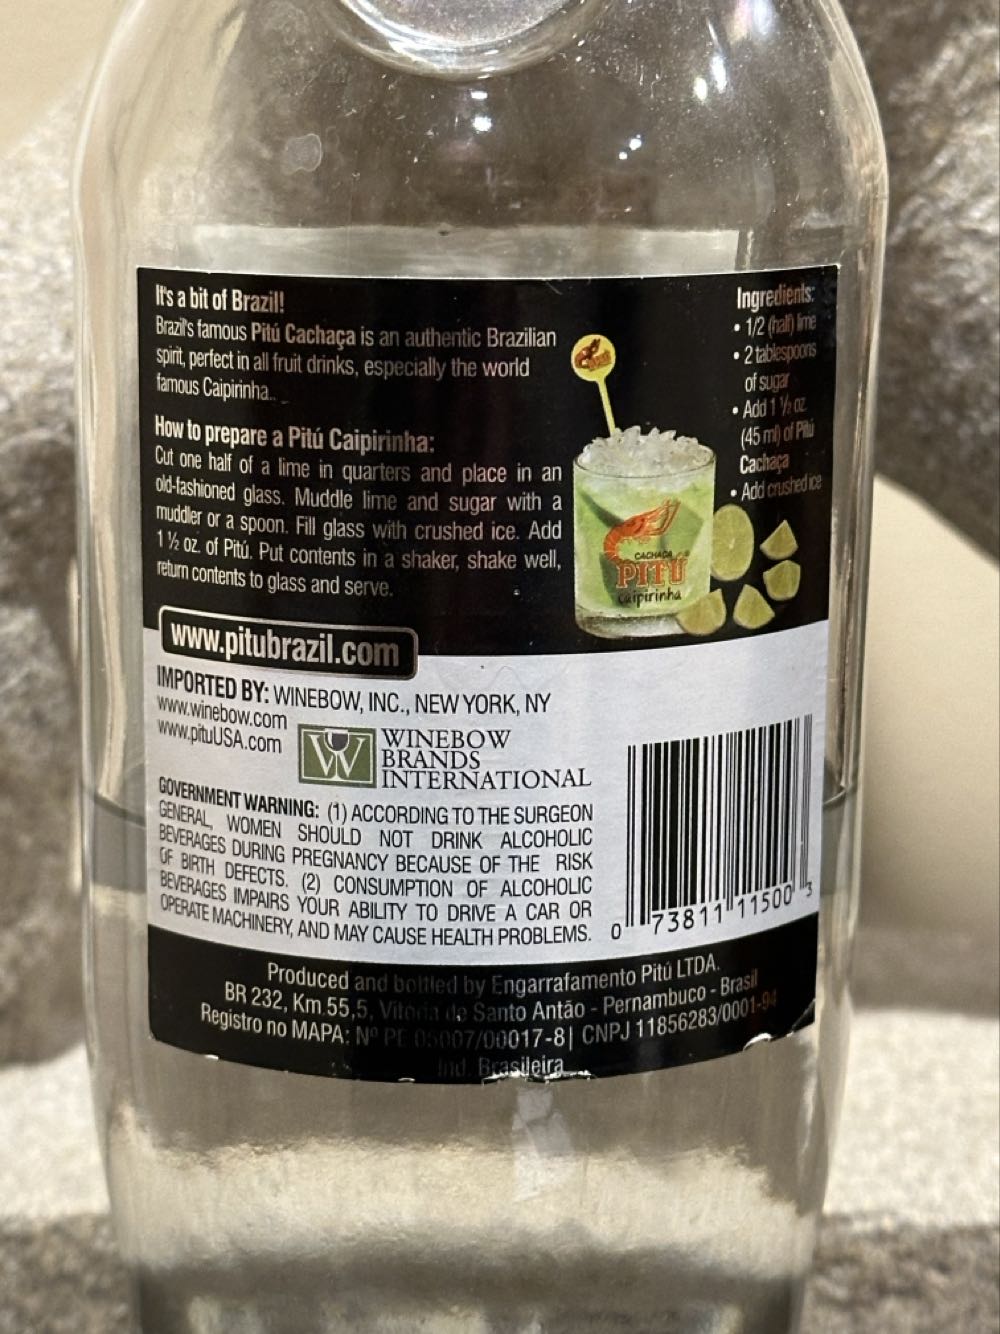 It's a bit of Brazil!
Brazil's famous Pitú Cachaça is an authentic Brazilian
spirit, perfect in all fruit drinks, especially the world
famous Caipirinha..
How to prepare a Pitú Caipirinha:
Cut one half of a lime in quarters and place in an
old-fashioned glass. Muddle lime and sugar with a
muddler or a spoon. Fill glass with crushed ice. Add
1 ½ oz. of Pitú. Put contents in a shaker, shake well,
return contents to glass and serve.
Ingredients:
• 1/2 (half) lime
• 2 tablespoons
of sugar
• Add 1 ½ oz
(45 ml) of Pitú
Cachaça
• Add crushed ice
CACHAÇA
PITÚ
caipirinha
www.pitubrazil.com
IMPORTED BY: WINEBOW, INC., NEW YORK, NY
www.winebow.com
www.pituUSA.com
W
WINEBOW
BRANDS
INTERNATIONAL
GOVERNMENT WARNING: (1) ACCORDING TO THE SURGEON
GENERAL, WOMEN SHOULD NOT DRINK ALCOHOLIC
BEVERAGES DURING PREGNANCY BECAUSE OF THE RISK
OF BIRTH DEFECTS. (2) CONSUMPTION OF ALCOHOLIC
BEVERAGES IMPAIRS YOUR ABILITY TO DRIVE A CAR OR
OPERATE MACHINERY, AND MAY CAUSE HEALTH PROBLEMS.
0 73811 11500 3
Produced and bottled by Engarrafamento Pitú LTDA.
BR 232, Km 55,5, Vitória de Santo Antão - Pernambuco - Brasil
Registro no MAPA: Nº PE 05007/00017-8| CNPJ 11856283/0001-94
Ind. Brasileira